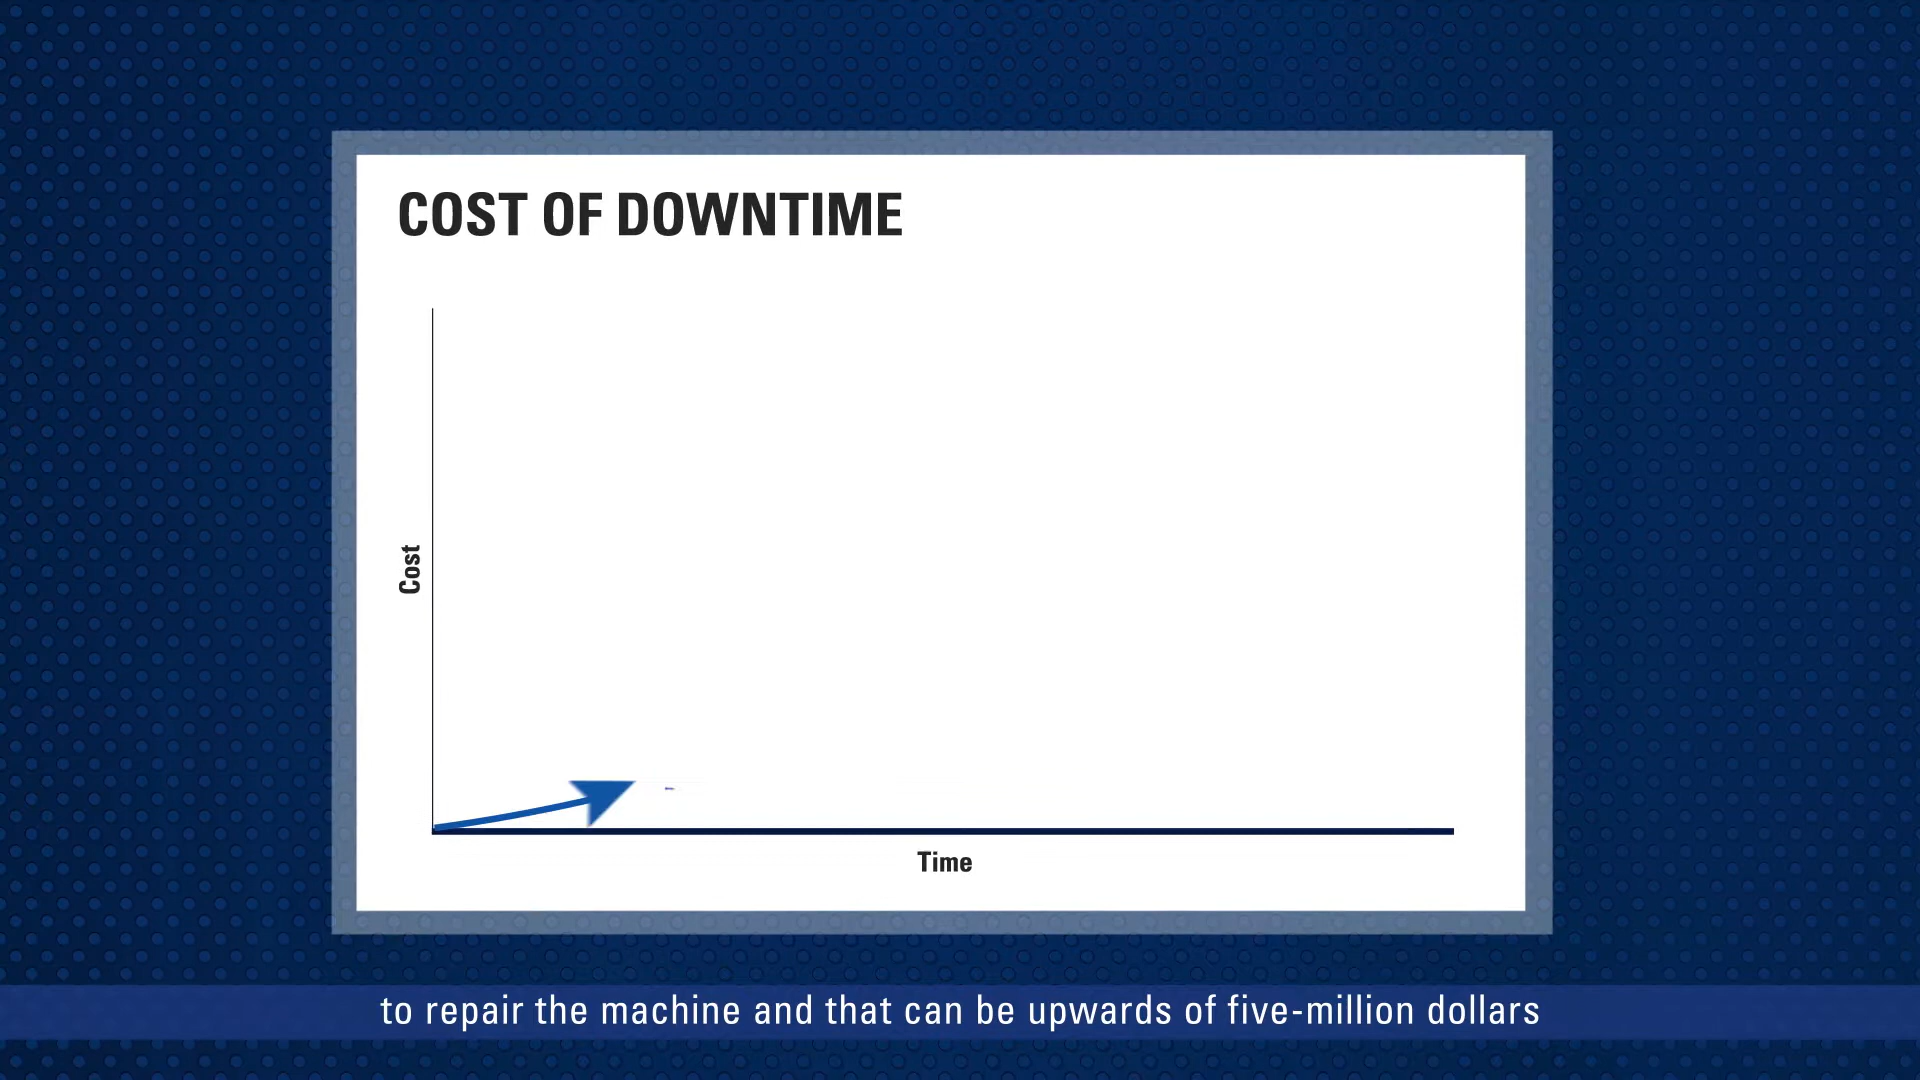 COST OF DOWNTIME
Cost
Time
to repair the machine and that can be upwards of five-million dollars